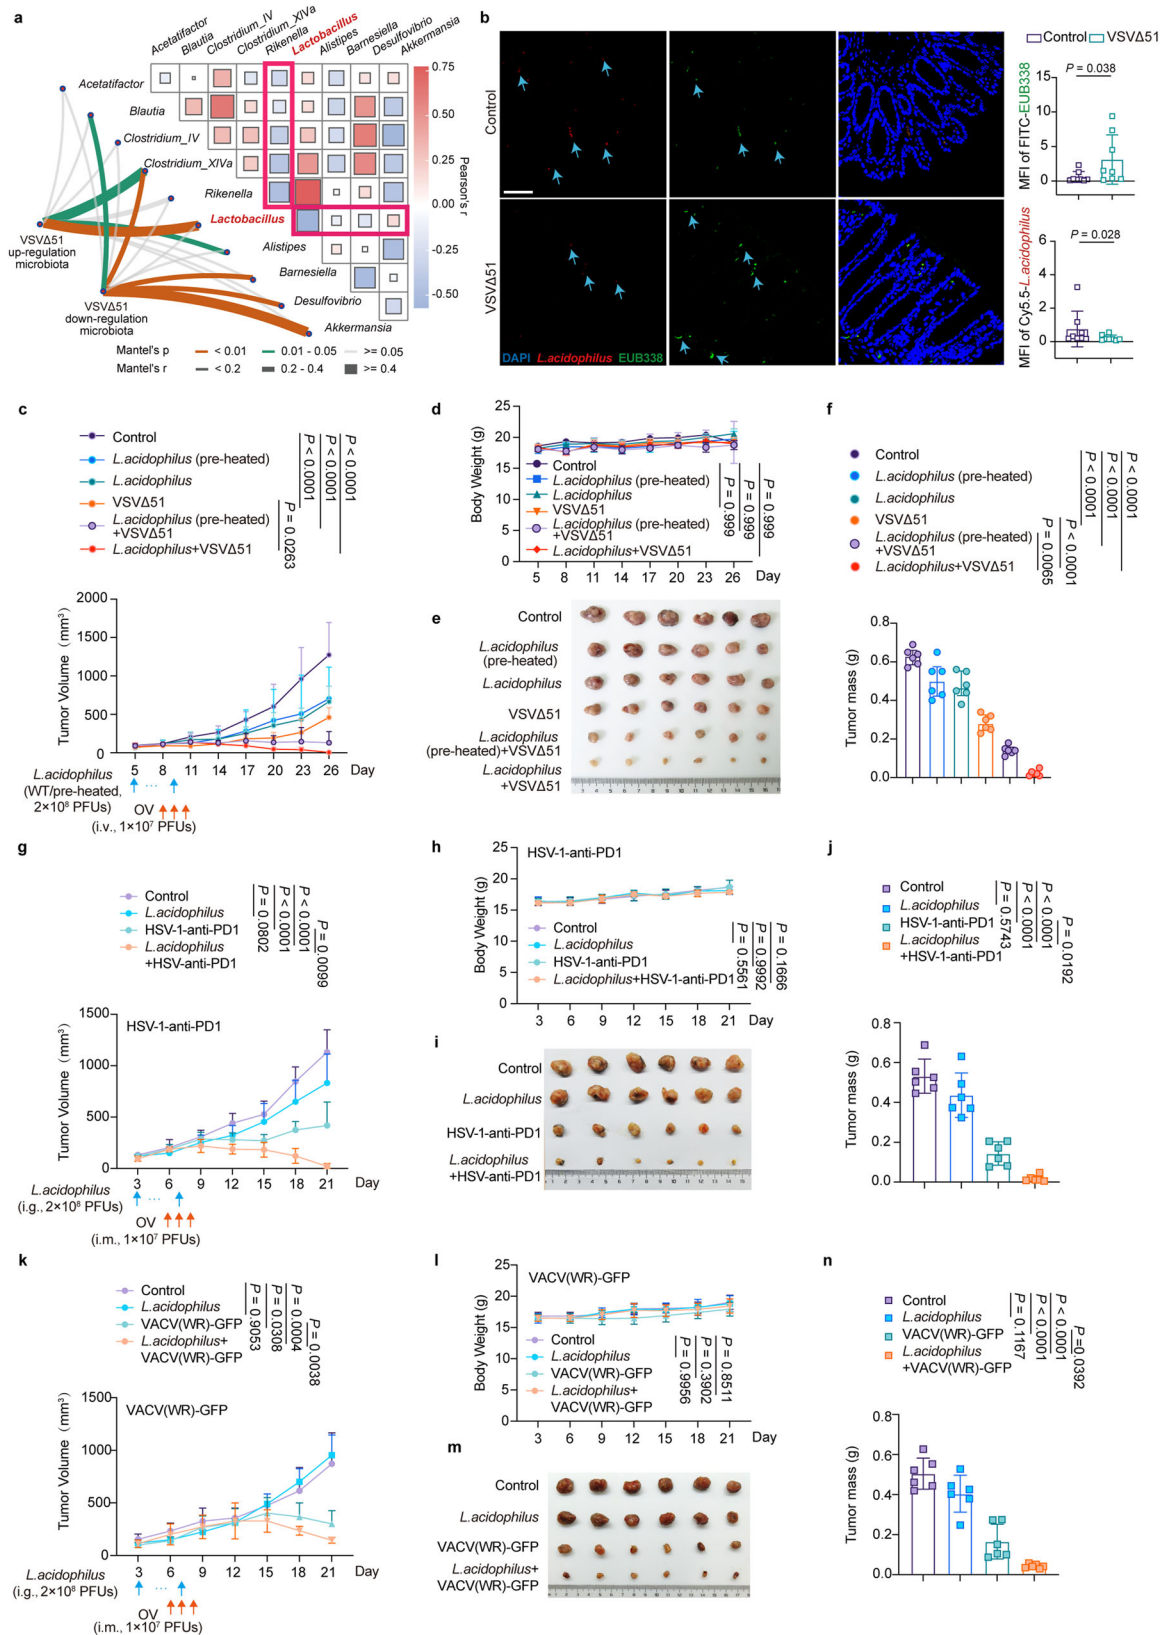 a
Acetatifactor
Blautia
Clostridium_IV
Clostridium_XIVa
Rikenella
Lactobacillus
Alistipes
Barnesiella
Desulfovibrio
Akkermansia
Acetatifactor
Blautia
Clostridium_IV
Clostridium_XIVa
Rikenella
Lactobacillus
Alistipes
Barnesiella
Desulfovibrio
Akkermansia
0.75
0.50
0.25
0.00
-0.25
-0.50
Pearson's r
VSVΔ51
up-regulation
microbiota
VSVΔ51
down-regulation
microbiota
Mantel's p < 0.01 0.01 - 0.05 >= 0.05
Mantel's r < 0.2 0.2 - 0.4 >= 0.4
b
Control
VSVΔ51
DAPI L.acidophilus EUB338
Control VSVΔ51
P = 0.038
MFI of FITC-EUB338
15
10
5
0
P = 0.028
MFI of Cy5.5-L.acidophilus
6
4
2
0
c
Control
L.acidophilus (pre-heated)
L.acidophilus
VSVΔ51
L.acidophilus (pre-heated)
+VSVΔ51
L.acidophilus+VSVΔ51
P < 0.0001
P < 0.0001
P < 0.0001
P = 0.0263
Tumor Volume (mm³)
2000
1500
1000
500
0
5 8 11 14 17 20 23 26 Day
L.acidophilus
(WT/pre-heated,
2×10⁸ PFUs)
...
OV
(i.v., 1×10⁷ PFUs)
d
Body Weight (g)
25
20
15
10
5
0
Control
L.acidophilus (pre-heated)
L.acidophilus
VSVΔ51
L.acidophilus (pre-heated)
+VSVΔ51
L.acidophilus+VSVΔ51
P = 0.999
P = 0.999
P = 0.999
5 8 11 14 17 20 23 26 Day
e
Control
L.acidophilus
(pre-heated)
L.acidophilus
VSVΔ51
L.acidophilus
(pre-heated)+VSVΔ51
L.acidophilus
+VSVΔ51
f
Control
L.acidophilus (pre-heated)
L.acidophilus
VSVΔ51
L.acidophilus (pre-heated)
+VSVΔ51
L.acidophilus+VSVΔ51
P < 0.0001
P < 0.0001
P < 0.0001
P < 0.0001
P = 0.0065
Tumor mass (g)
0.8
0.6
0.4
0.2
0.0
g
Control
L.acidophilus
HSV-1-anti-PD1
L.acidophilus
+HSV-anti-PD1
P = 0.0802
P < 0.0001
P < 0.0001
P = 0.0099
HSV-1-anti-PD1
Tumor Volume (mm³)
1500
1000
500
0
3 6 9 12 15 18 21 Day
L.acidophilus
(i.g., 2×10⁸ PFUs)
...
OV
(i.m., 1×10⁷ PFUs)
h
HSV-1-anti-PD1
Body Weight (g)
25
20
15
10
5
0
Control
L.acidophilus
HSV-1-anti-PD1
L.acidophilus+HSV-1-anti-PD1
P = 0.5561
P = 0.9992
P = 0.1666
3 6 9 12 15 18 21 Day
i
Control
L.acidophilus
HSV-1-anti-PD1
L.acidophilus
+HSV-anti-PD1
j
Control
L.acidophilus
HSV-1-anti-PD1
L.acidophilus
+HSV-1-anti-PD1
P = 0.5743
P < 0.0001
P < 0.0001
P = 0.0192
Tumor mass (g)
0.8
0.6
0.4
0.2
0.0
k
Control
L.acidophilus
VACV(WR)-GFP
L.acidophilus+
VACV(WR)-GFP
P = 0.9053
P = 0.0308
P = 0.0004
P = 0.0038
VACV(WR)-GFP
Tumor Volume (mm³)
1500
1000
500
0
3 6 9 12 15 18 21 Day
L.acidophilus
(i.g., 2×10⁸ PFUs)
...
OV
(i.m., 1×10⁷ PFUs)
l
VACV(WR)-GFP
Body Weight (g)
25
20
15
10
5
0
Control
L.acidophilus
VACV(WR)-GFP
L.acidophilus+
VACV(WR)-GFP
P = 0.9956
P = 0.3902
P = 0.8511
3 6 9 12 15 18 21 Day
m
Control
L.acidophilus
VACV(WR)-GFP
L.acidophilus+
VACV(WR)-GFP
n
Control
L.acidophilus
VACV(WR)-GFP
L.acidophilus
+VACV(WR)-GFP
P = 0.1167
P < 0.0001
P < 0.0001
P =0.0392
Tumor mass (g)
0.8
0.6
0.4
0.2
0.0